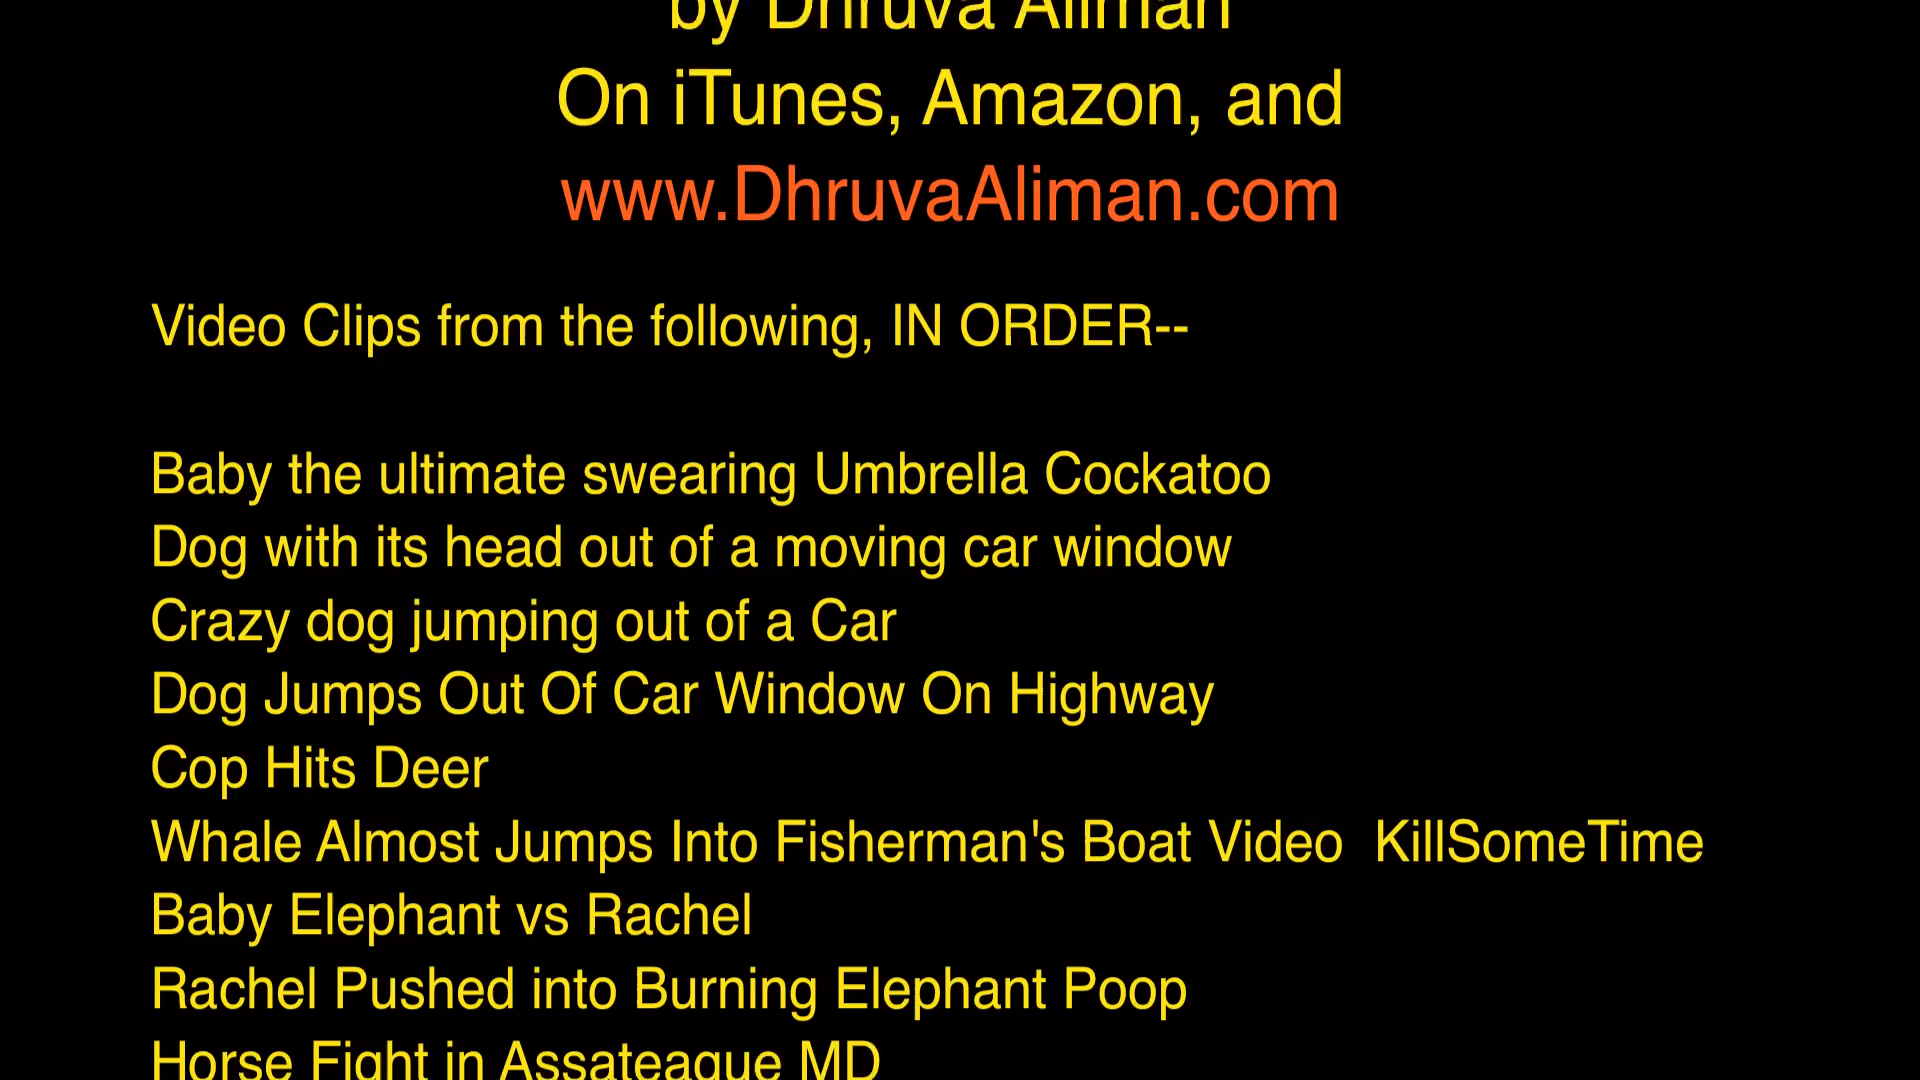 by Dhruva Aliman
On iTunes, Amazon, and
www.DhruvaAliman.com
Video Clips from the following, IN ORDER--
Baby the ultimate swearing Umbrella Cockatoo
Dog with its head out of a moving car window
Crazy dog jumping out of a Car
Dog Jumps Out Of Car Window On Highway
Cop Hits Deer
Whale Almost Jumps Into Fisherman's Boat Video  KillSomeTime
Baby Elephant vs Rachel
Rachel Pushed into Burning Elephant Poop
Horse Fight in Assateague MD